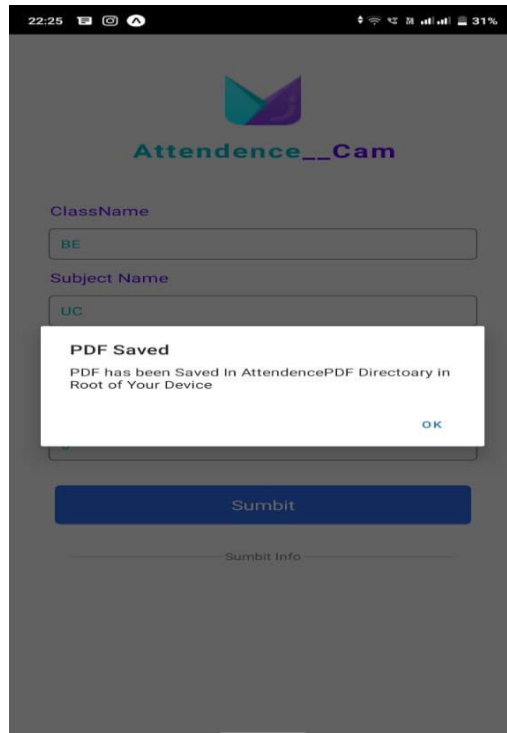 22:25 31%
Attendence__Cam
ClassName
BE
Subject Name
UC
PDF Saved
PDF has been Saved In AttendencePDF Directoary in
Root of Your Device
OK
Sumbit
Sumbit Info